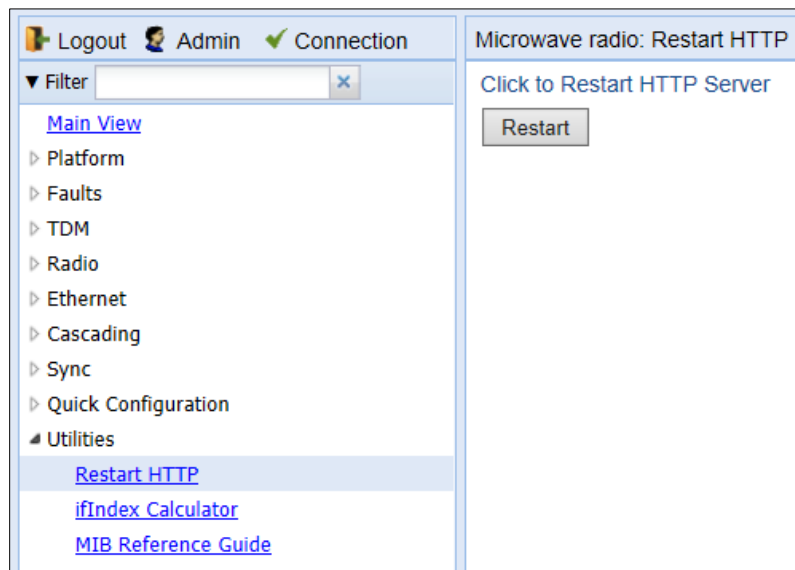 Logout Admin Connection
▼ Filter
Main View
Platform
Faults
TDM
Radio
Ethernet
Cascading
Sync
Quick Configuration
Utilities
Restart HTTP
ifIndex Calculator
MIB Reference Guide
Microwave radio: Restart HTTP
Click to Restart HTTP Server
Restart